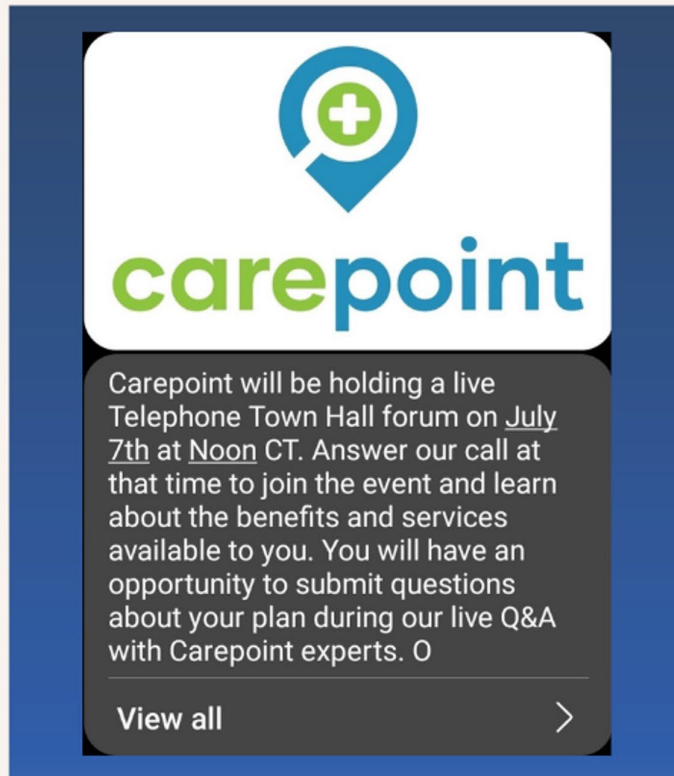 carepoint
Carepoint will be holding a live
Telephone Town Hall forum on July
7th at Noon CT. Answer our call at
that time to join the event and learn
about the benefits and services
available to you. You will have an
opportunity to submit questions
about your plan during our live Q&A
with Carepoint experts. O
View all